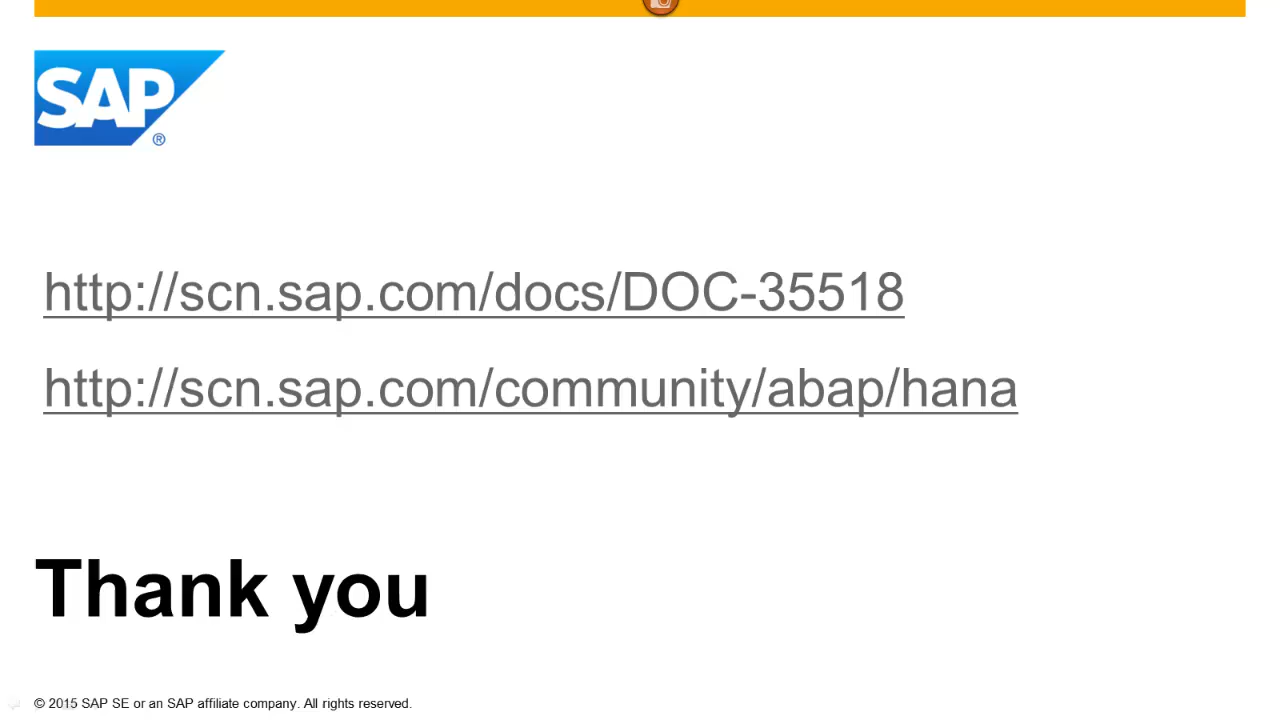 SAP ®
http://scn.sap.com/docs/DOC-35518
http://scn.sap.com/community/abap/hana
Thank you
© 2015 SAP SE or an SAP affiliate company. All rights reserved.